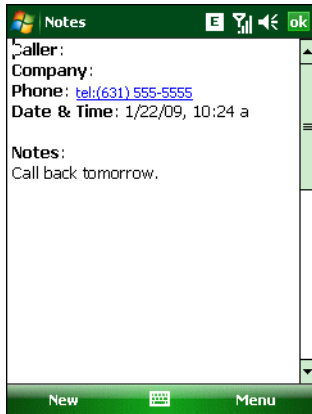 Notes
E
ok
Caller:
Company:
Phone: tel:(631) 555-5555
Date & Time: 1/22/09, 10:24 a
Notes:
Call back tomorrow.
New
Menu